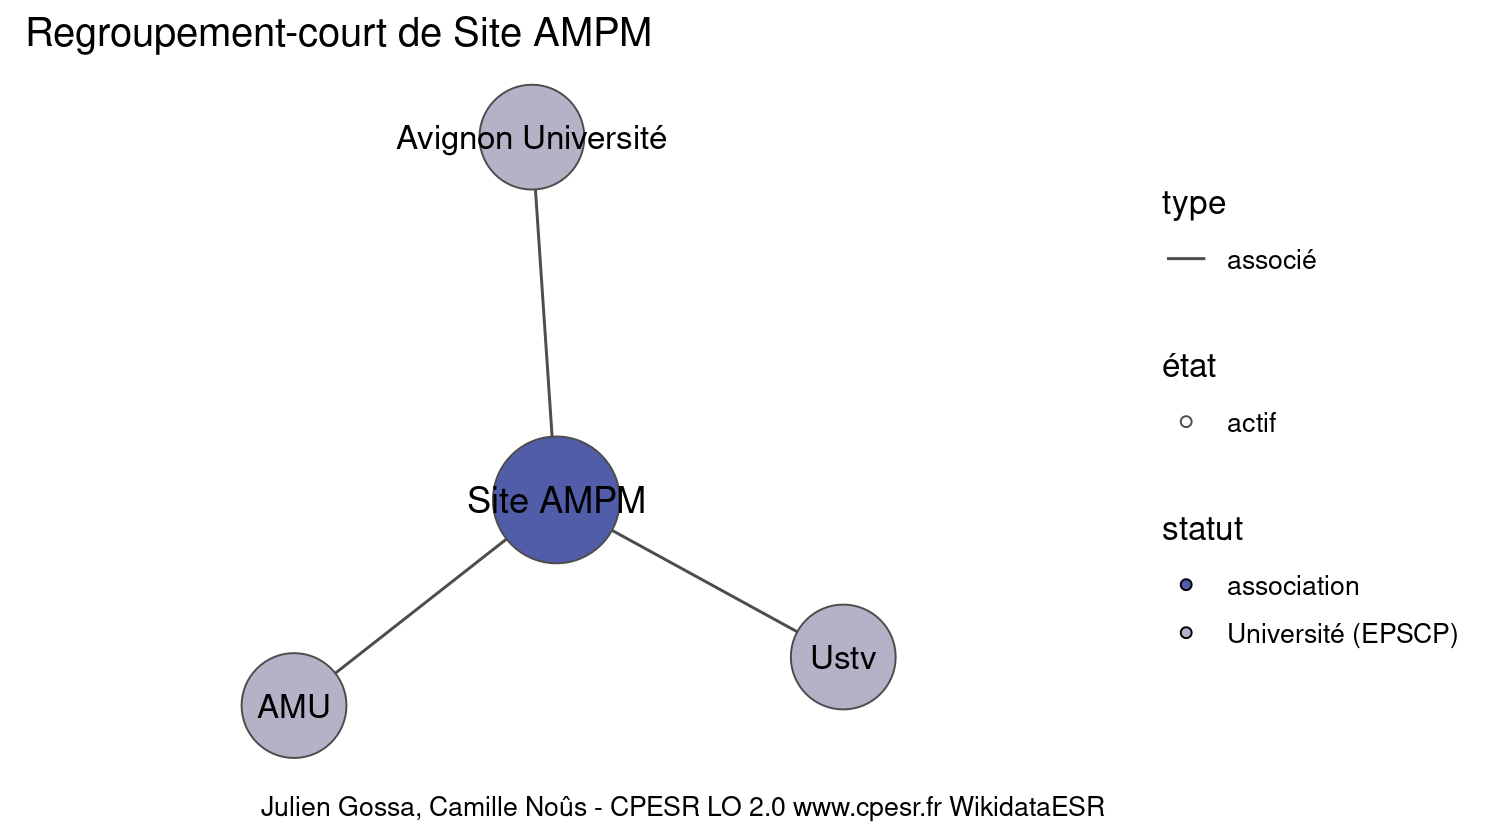 Regroupement-court de Site AMPM
Avignon Université
Site AMPM
Ustv
AMU
type
associé
état
actif
statut
association
Université (EPSCP)
Julien Gossa, Camille Noûs - CPESR LO 2.0 www.cpesr.fr WikidataESR